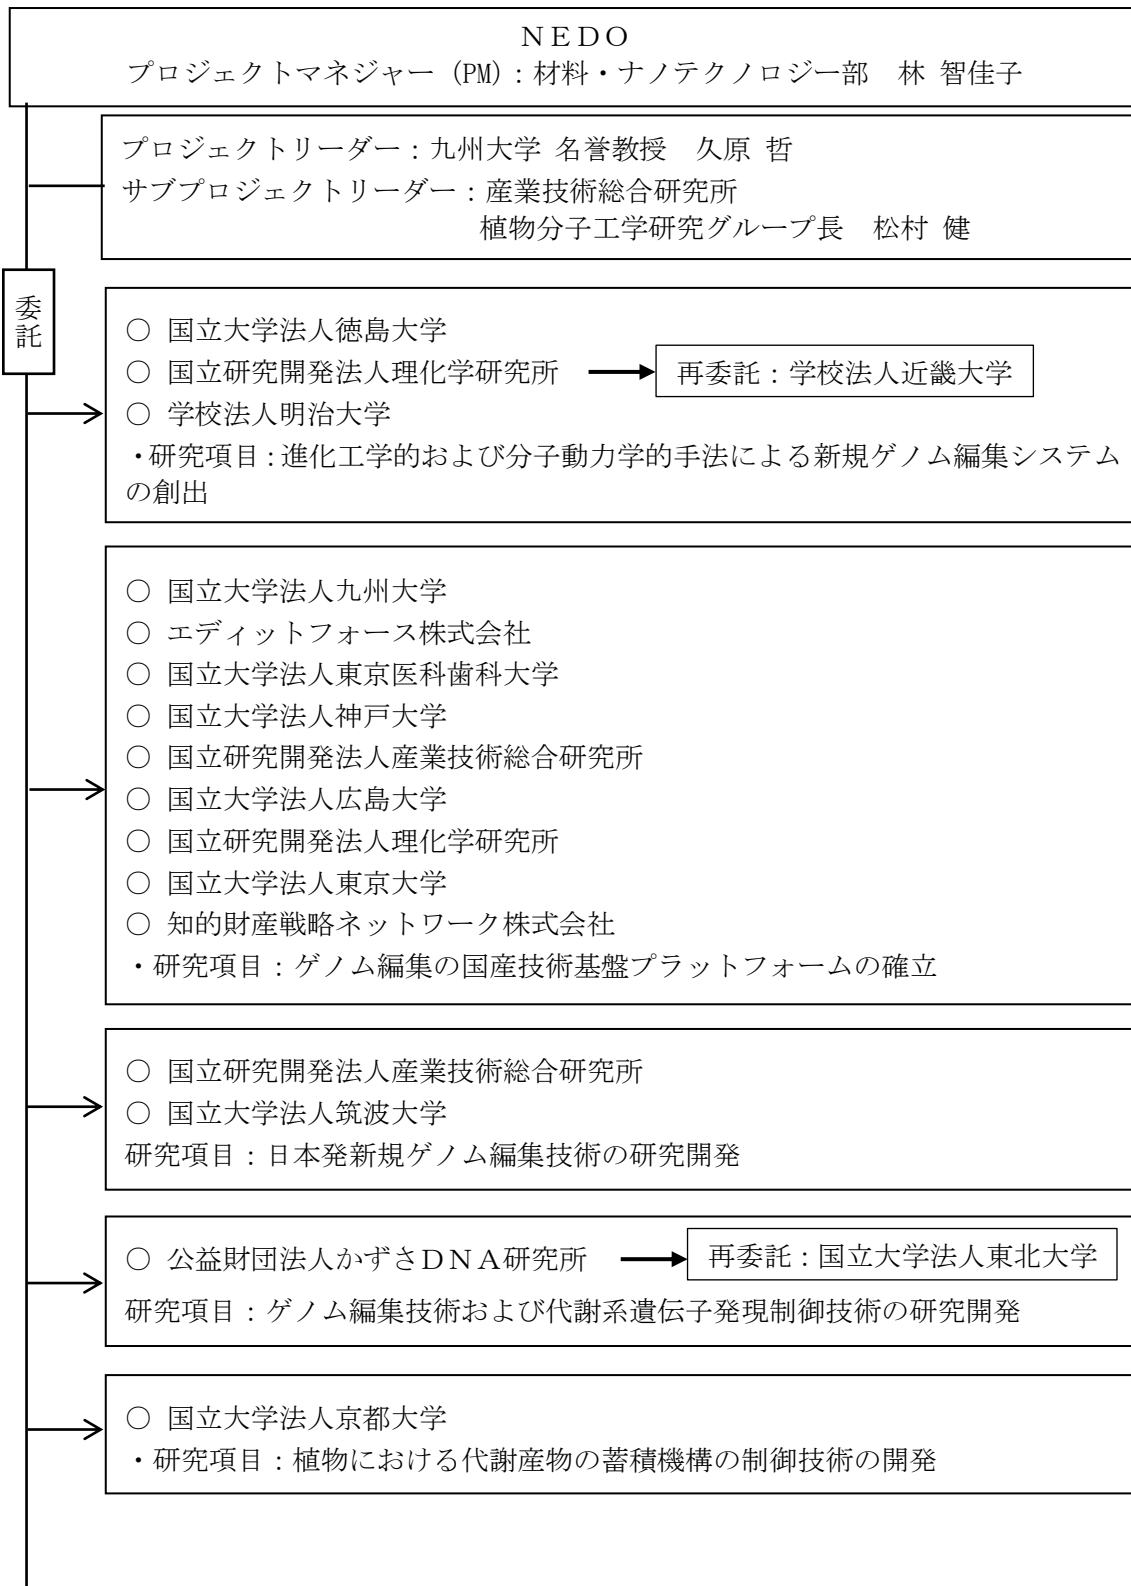 ＮＥＤＯ
プロジェクトマネジャー (PM)：材料・ナノテクノロジー部　林 智佳子
プロジェクトリーダー：九州大学 名誉教授　久原 哲
サブプロジェクトリーダー：産業技術総合研究所
植物分子工学研究グループ長　松村 健
委託
○ 国立大学法人徳島大学
○ 国立研究開発法人理化学研究所
再委託：学校法人近畿大学
○ 学校法人明治大学
・研究項目：進化工学的および分子動力学的手法による新規ゲノム編集システム
の創出
○ 国立大学法人九州大学
○ エディットフォース株式会社
○ 国立大学法人東京医科歯科大学
○ 国立大学法人神戸大学
○ 国立研究開発法人産業技術総合研究所
○ 国立大学法人広島大学
○ 国立研究開発法人理化学研究所
○ 国立大学法人東京大学
○ 知的財産戦略ネットワーク株式会社
・研究項目：ゲノム編集の国産技術基盤プラットフォームの確立
○ 国立研究開発法人産業技術総合研究所
○ 国立大学法人筑波大学
研究項目：日本発新規ゲノム編集技術の研究開発
○ 公益財団法人かずさＤＮＡ研究所
再委託：国立大学法人東北大学
研究項目：ゲノム編集技術および代謝系遺伝子発現制御技術の研究開発
○ 国立大学法人京都大学
・研究項目：植物における代謝産物の蓄積機構の制御技術の開発